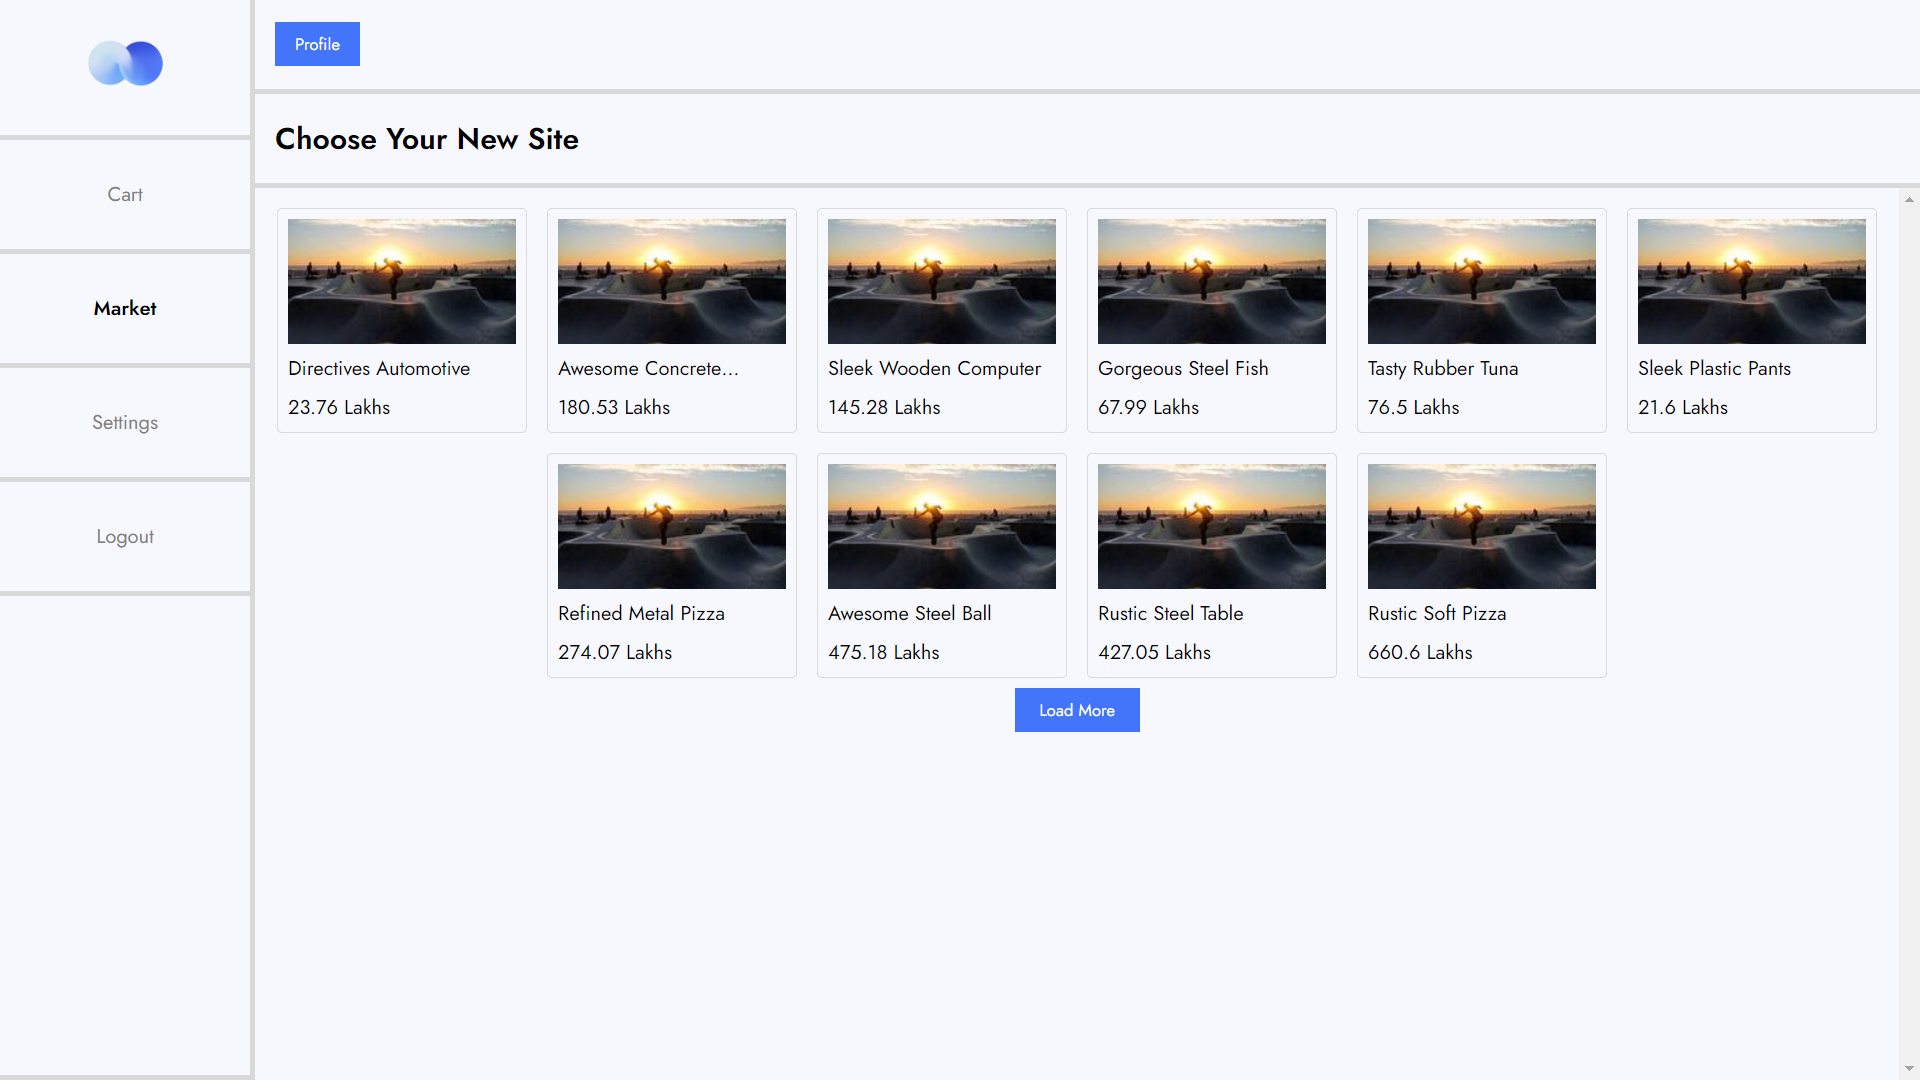 Profile
Choose Your New Site
Cart
Market
Settings
Logout
Directives Automotive
23.76 Lakhs
Awesome Concrete...
180.53 Lakhs
Sleek Wooden Computer
145.28 Lakhs
Gorgeous Steel Fish
67.99 Lakhs
Tasty Rubber Tuna
76.5 Lakhs
Sleek Plastic Pants
21.6 Lakhs
Refined Metal Pizza
274.07 Lakhs
Awesome Steel Ball
475.18 Lakhs
Rustic Steel Table
427.05 Lakhs
Rustic Soft Pizza
660.6 Lakhs
Load More